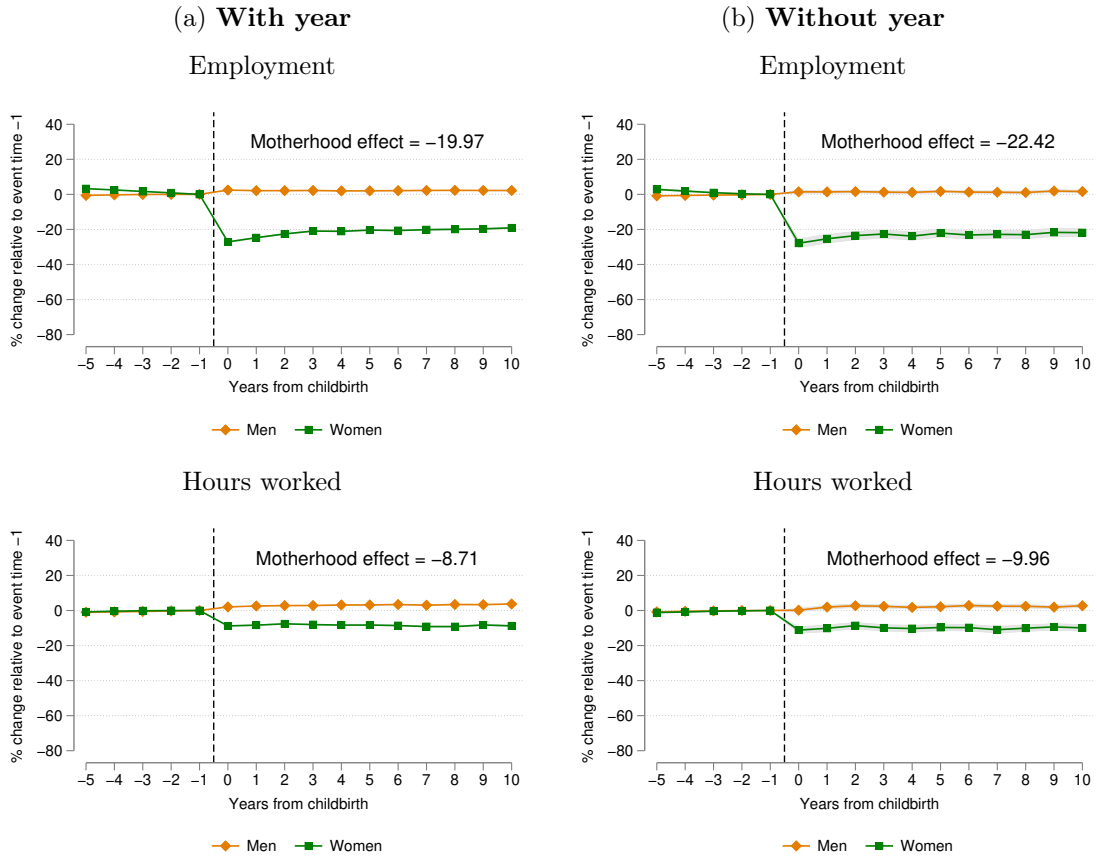 (a) With year
Employment
% change relative to event time −1
40
20
0
−20
−40
−60
−80
Motherhood effect = −19.97
−5 −4 −3 −2 −1 0 1 2 3 4 5 6 7 8 9 10
Years from childbirth
Men Women
(b) Without year
Employment
% change relative to event time −1
40
20
0
−20
−40
−60
−80
Motherhood effect = −22.42
−5 −4 −3 −2 −1 0 1 2 3 4 5 6 7 8 9 10
Years from childbirth
Men Women
Hours worked
% change relative to event time −1
40
20
0
−20
−40
−60
−80
Motherhood effect = −8.71
−5 −4 −3 −2 −1 0 1 2 3 4 5 6 7 8 9 10
Years from childbirth
Men Women
Hours worked
% change relative to event time −1
40
20
0
−20
−40
−60
−80
Motherhood effect = −9.96
−5 −4 −3 −2 −1 0 1 2 3 4 5 6 7 8 9 10
Years from childbirth
Men Women